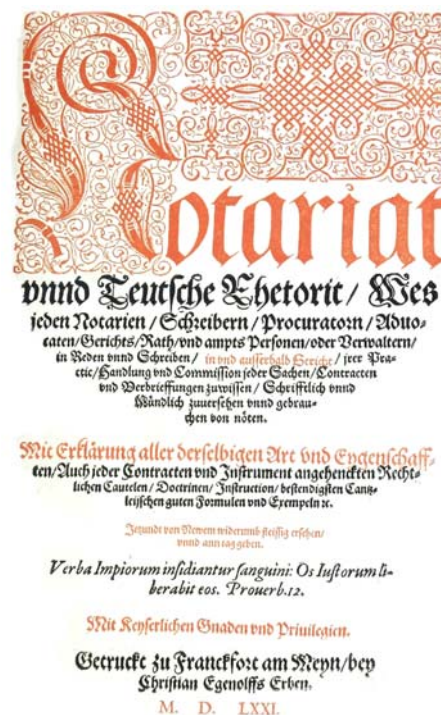 Notariat
vnnd Teutsche Rhetoric/ Wes
jeden Notarien/ Schreibern/ Procuratorn/ Aduo-
caten/ Gerichts/ Rath/ vnd ampts Personen/ oder Verwaltern/
in Reden vnnd Schreiben/ in vnd ausserhalb Gericht/ jrer Pra-
ctic/ Handlung vnd Commission jeder Sachen/ Contracten
vnd Verbrieffungen zuwissen/ Schrifftlich vnnd
Mündlich zuuersehen vnnd gebrau-
chen von nöten.
Mit Erklärung aller derselbigen Art vnd Eygenschaff-
ten/ Auch jeder Contracten vnd Instrument angehenckten Recht-
lichen Cautelen/ Doctrinen/ Instruction/ bestendigsten Cantz-
leijschen guten Formulen vnd Exempeln ꝛc.
Jetzundt von Newem widerumb fleissig ersehen/
vnnd ann tag geben.
Verba Impiorum insidiantur sanguini: Os Iustorum li-
berabit eos. Prouerb.12.
Mit Keyserlichen Gnaden vnd Priuilegien.
Getruckt zu Franckfort am Meyn/ bey
Christian Egenolffs Erben.
M. D. LXXI.